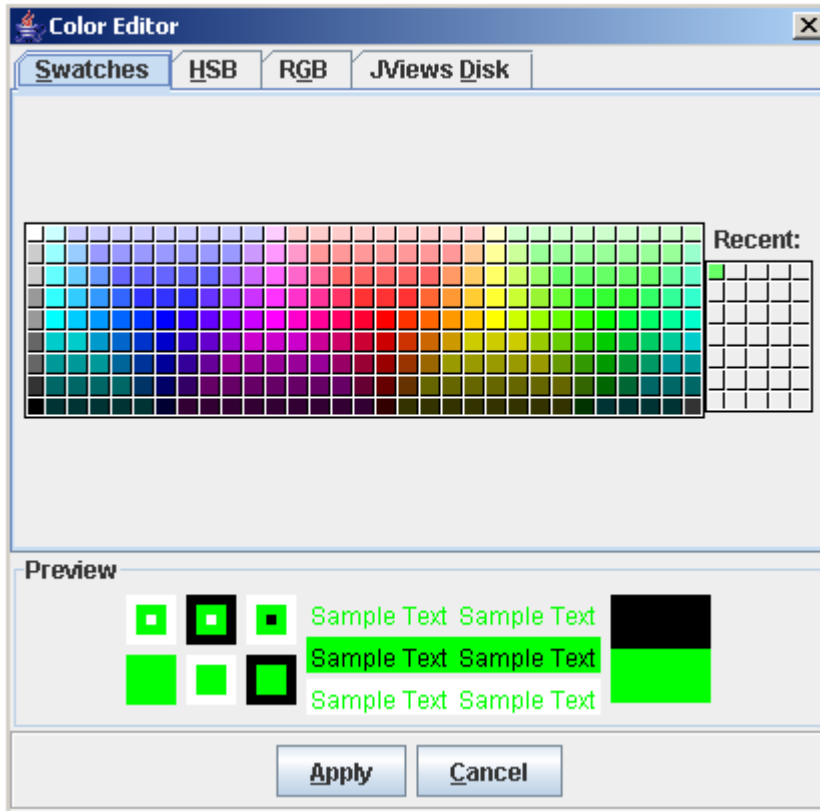 Color Editor
Swatches HSB RGB JViews Disk
Recent:
Preview
Sample Text Sample Text
Sample Text Sample Text
Sample Text Sample Text
Apply Cancel